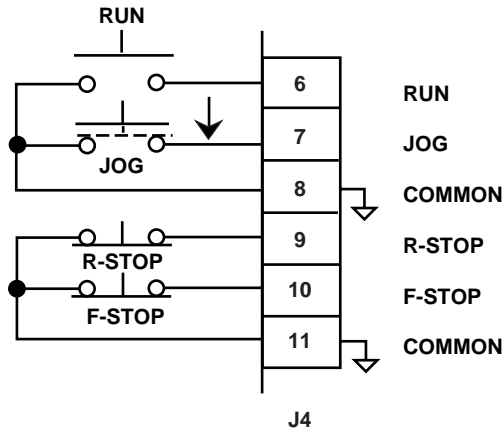 RUN
6 RUN
7 JOG
JOG
8 COMMON
9 R-STOP
R-STOP
10 F-STOP
F-STOP
11 COMMON
J4